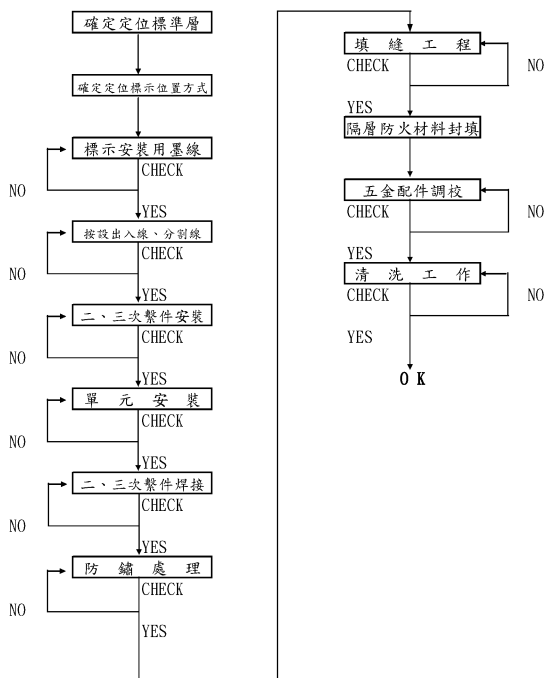 確定定位標準層
確定定位標示位置方式
標示安裝用墨線
CHECK
NO
YES
按設出入線、分割線
CHECK
NO
YES
二、三次繫件安裝
CHECK
NO
YES
單元安裝
CHECK
NO
YES
二、三次繫件焊接
CHECK
NO
YES
防鏽處理
CHECK
NO
YES
填縫工程
CHECK
NO
YES
隔層防火材料封填
五金配件調校
CHECK
NO
YES
清洗工作
CHECK
NO
YES
OK